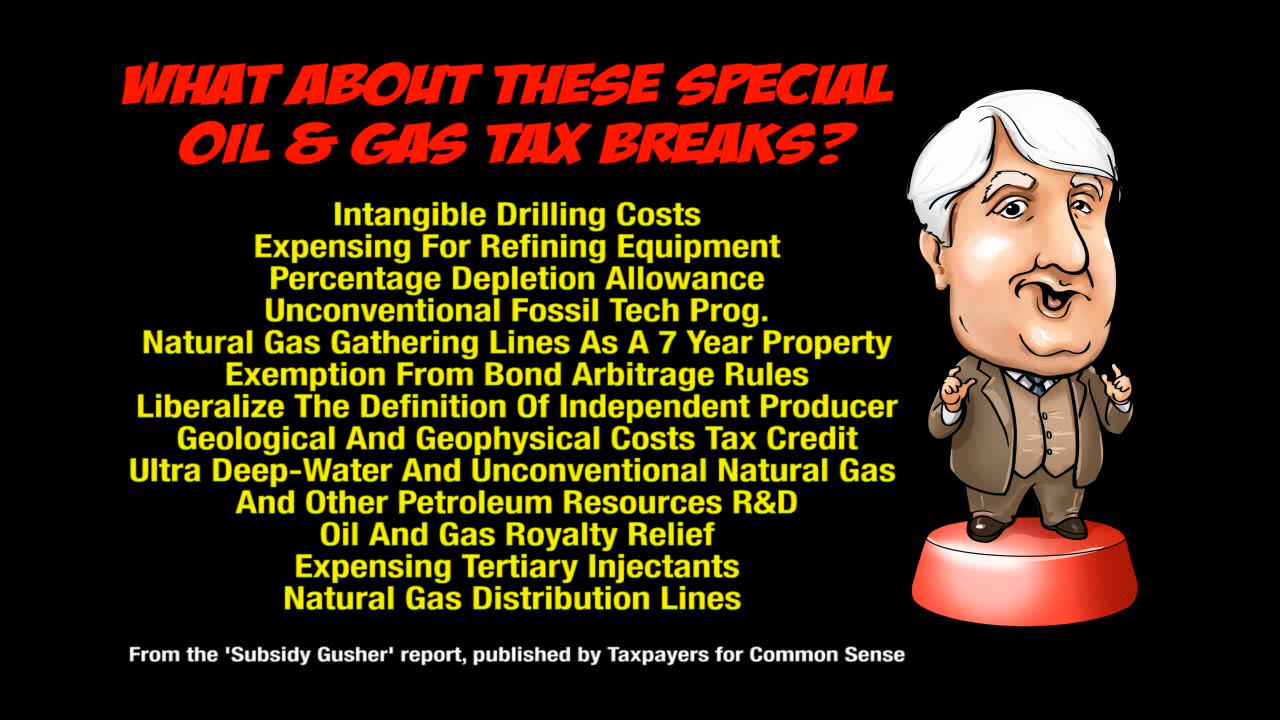 WHAT ABOUT THESE SPECIAL
OIL & GAS TAX BREAKS?
Intangible Drilling Costs
Expensing For Refining Equipment
Percentage Depletion Allowance
Unconventional Fossil Tech Prog.
Natural Gas Gathering Lines As A 7 Year Property
Exemption From Bond Arbitrage Rules
Liberalize The Definition Of Independent Producer
Geological And Geophysical Costs Tax Credit
Ultra Deep-Water And Unconventional Natural Gas
And Other Petroleum Resources R&D
Oil And Gas Royalty Relief
Expensing Tertiary Injectants
Natural Gas Distribution Lines
From the 'Subsidy Gusher' report, published by Taxpayers for Common Sense